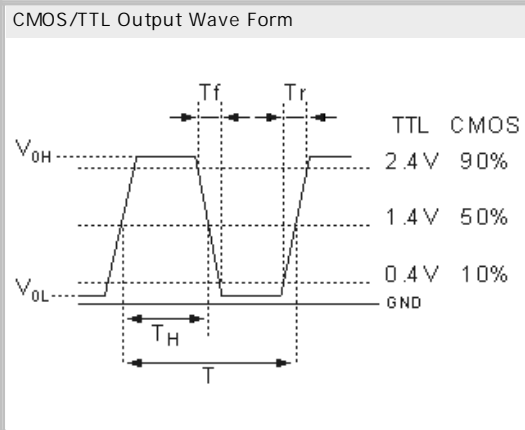 CMOS/TTL Output Wave Form
Tf Tr
TTL CMOS
V0H 2.4V 90%
1.4V 50%
0.4V 10%
V0L GND
TH
T